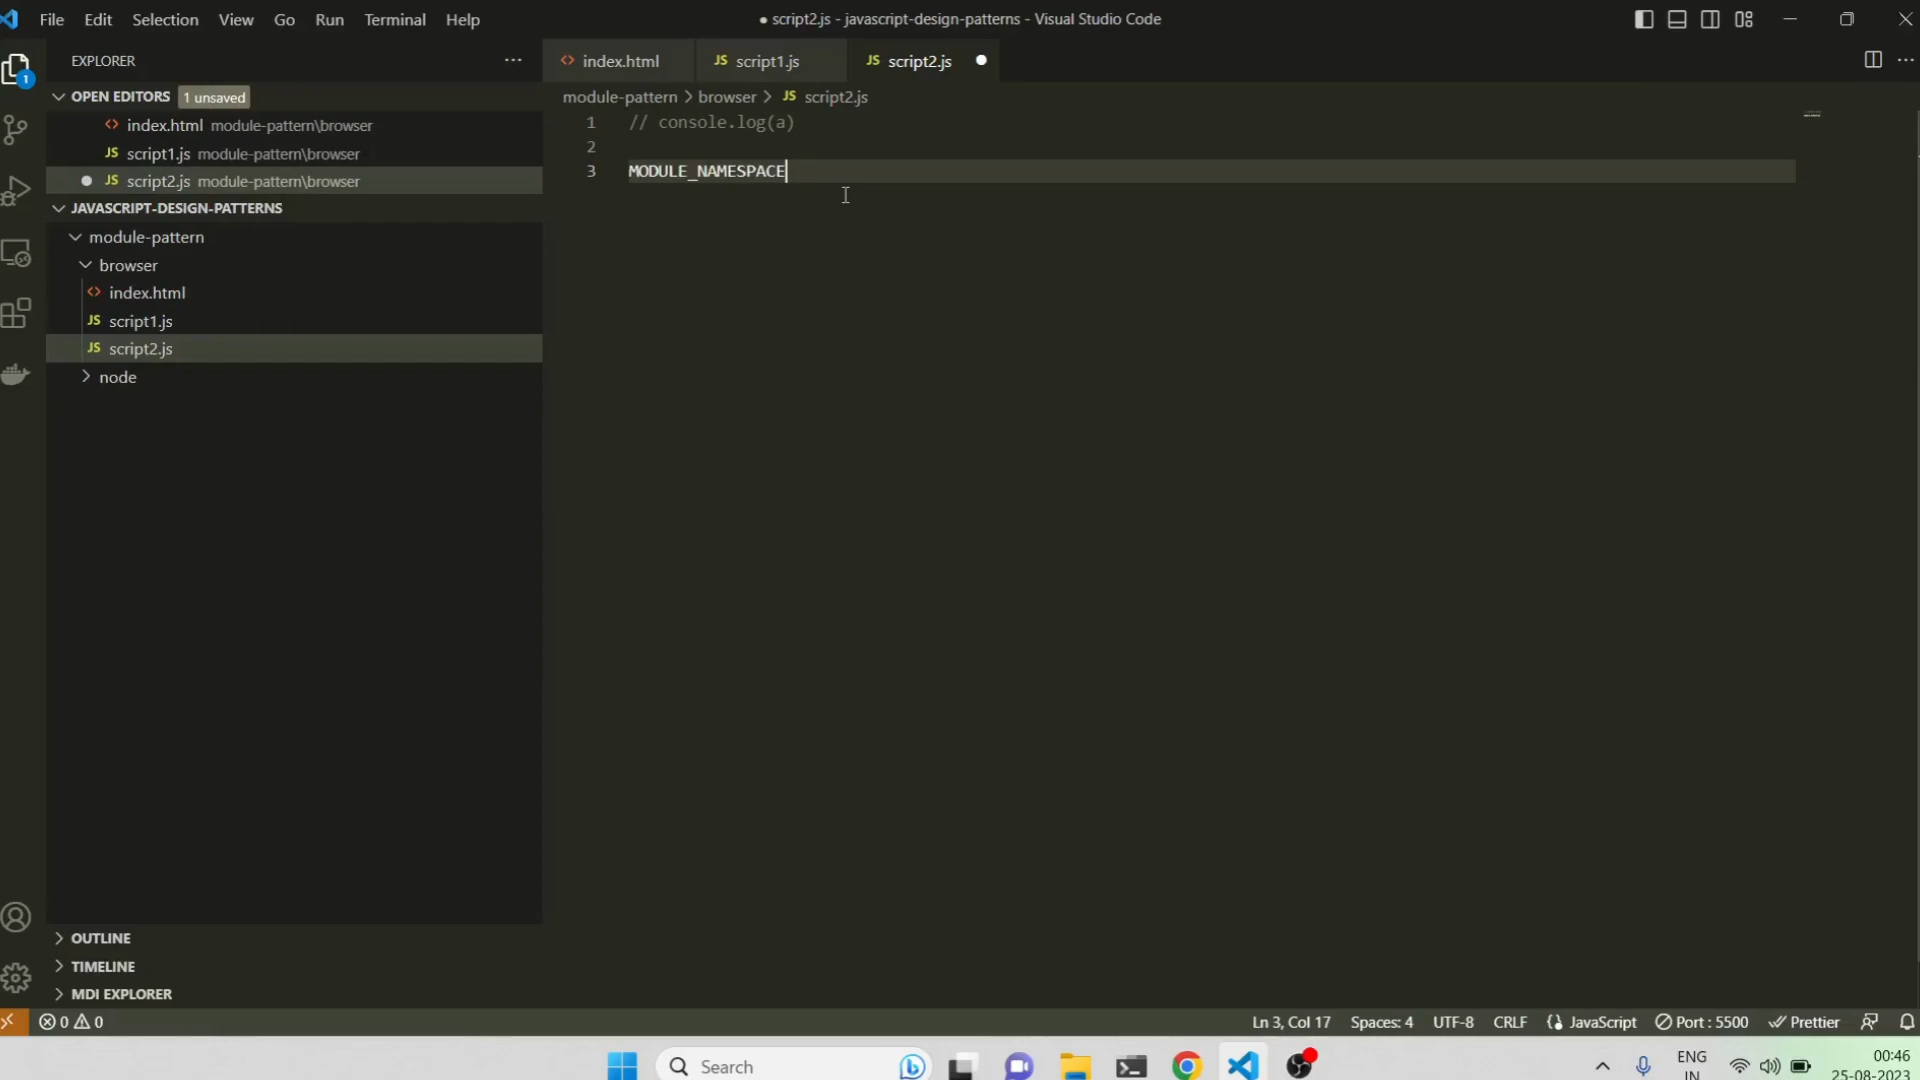 File Edit Selection View Go Run Terminal Help
● script2.js - javascript-design-patterns - Visual Studio Code
EXPLORER
1
OPEN EDITORS 1 unsaved
index.html module-pattern\browser
JS script1.js module-pattern\browser
JS script2.js module-pattern\browser
JAVASCRIPT-DESIGN-PATTERNS
module-pattern
browser
index.html
JS script1.js
JS script2.js
node
OUTLINE
TIMELINE
MDI EXPLORER
index.html JS script1.js JS script2.js
module-pattern > browser > JS script2.js
1 // console.log(a)
2
3 MODULE_NAMESPACE
0 0
Ln 3, Col 17 Spaces: 4 UTF-8 CRLF JavaScript Port : 5500 Prettier
Search
ENG
IN
00:46
25-08-2023